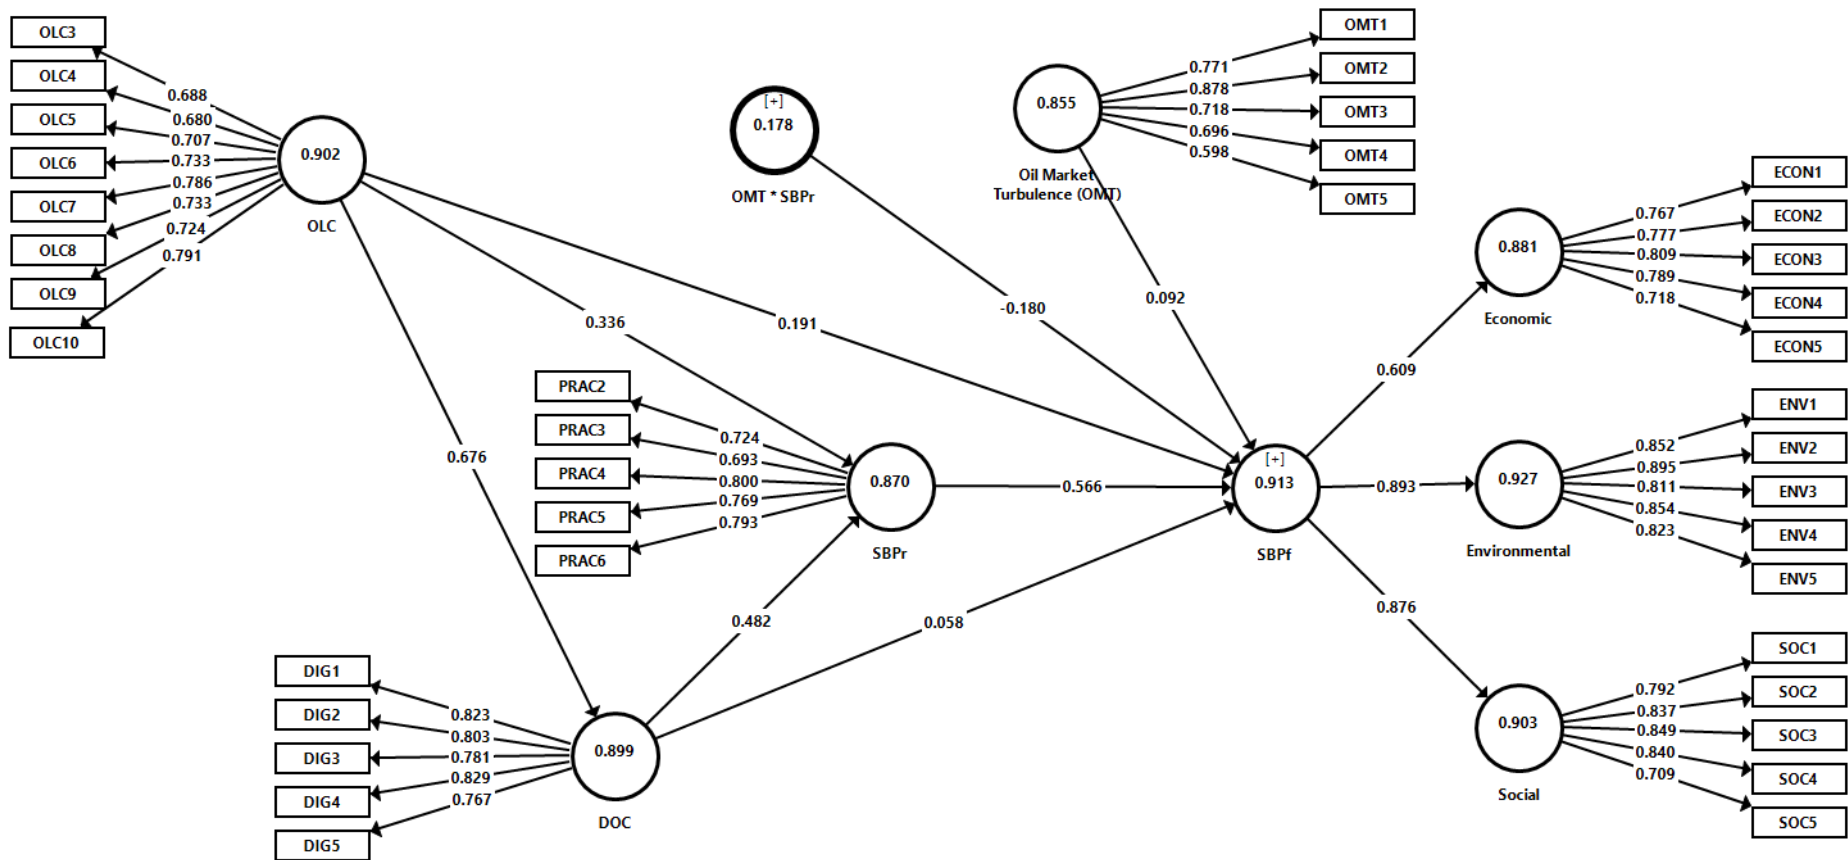 OLC3
OLC4
OLC5
OLC6
OLC7
OLC8
OLC9
OLC10
0.688
0.680
0.707
0.733
0.786
0.733
0.724
0.791
0.902
OLC
[+]
0.178
OMT * SBPr
0.855
Oil Market
Turbulence (OMT)
0.771
0.878
0.718
0.696
0.598
OMT1
OMT2
OMT3
OMT4
OMT5
0.336
0.191
-0.180
0.092
0.676
PRAC2
PRAC3
PRAC4
PRAC5
PRAC6
0.724
0.693
0.800
0.769
0.793
0.870
SBPr
0.566
[+]
0.913
SBPf
0.482
0.058
DIG1
DIG2
DIG3
DIG4
DIG5
0.823
0.803
0.781
0.829
0.767
0.899
DOC
0.609
0.893
0.876
0.881
Economic
0.767
0.777
0.809
0.789
0.718
ECON1
ECON2
ECON3
ECON4
ECON5
0.927
Environmental
0.852
0.895
0.811
0.854
0.823
ENV1
ENV2
ENV3
ENV4
ENV5
0.903
Social
0.792
0.837
0.849
0.840
0.709
SOC1
SOC2
SOC3
SOC4
SOC5